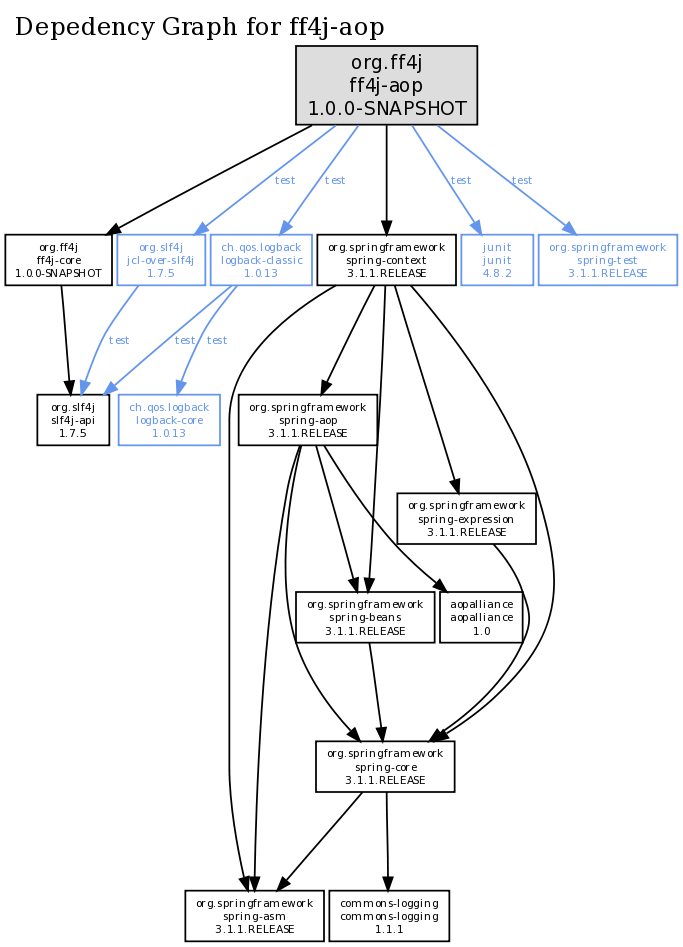 Depedency Graph for ff4j-aop
org.ff4j
ff4j-aop
1.0.0-SNAPSHOT
test
test
test
test
org.ff4j
ff4j-core
1.0.0-SNAPSHOT
org.slf4j
jcl-over-slf4j
1.7.5
ch.qos.logback
logback-classic
1.0.13
org.springframework
spring-context
3.1.1.RELEASE
junit
junit
4.8.2
org.springframework
spring-test
3.1.1.RELEASE
test
test
test
org.slf4j
slf4j-api
1.7.5
ch.qos.logback
logback-core
1.0.13
org.springframework
spring-aop
3.1.1.RELEASE
org.springframework
spring-expression
3.1.1.RELEASE
org.springframework
spring-beans
3.1.1.RELEASE
aopalliance
aopalliance
1.0
org.springframework
spring-core
3.1.1.RELEASE
org.springframework
spring-asm
3.1.1.RELEASE
commons-logging
commons-logging
1.1.1